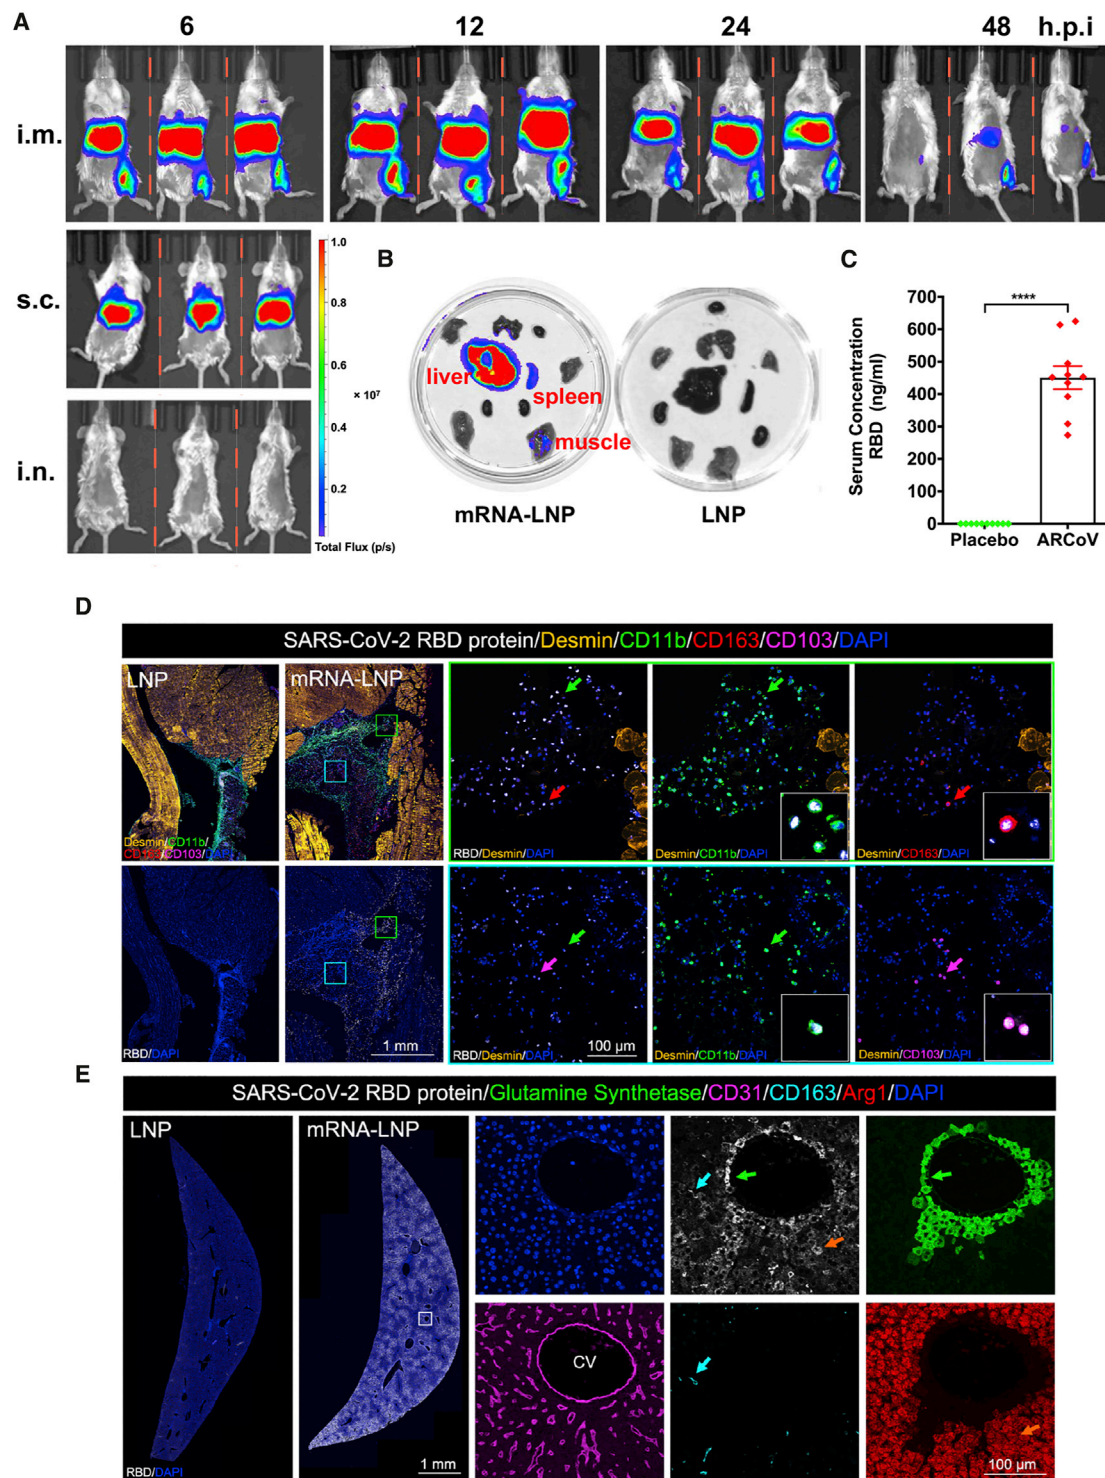 A
6 12 24 48 h.p.i
i.m.
s.c.
1.0
0.8
0.6
× 10⁷
0.4
0.2
Total Flux (p/s)
i.n.
B
liver
spleen
muscle
mRNA-LNP LNP
C
****
Serum Concentration
RBD (ng/ml)
700
600
500
400
300
200
100
0
Placebo ARCoV
D
SARS-CoV-2 RBD protein/Desmin/CD11b/CD163/CD103/DAPI
LNP mRNA-LNP
Desmin/CD11b/
CD163/CD103/DAPI
RBD/Desmin/DAPI Desmin/CD11b/DAPI Desmin/CD163/DAPI
RBD/DAPI 1 mm
RBD/Desmin/DAPI 100 µm Desmin/CD11b/DAPI Desmin/CD103/DAPI
E
SARS-CoV-2 RBD protein/Glutamine Synthetase/CD31/CD163/Arg1/DAPI
LNP mRNA-LNP
CV
RBD/DAPI 1 mm 100 µm